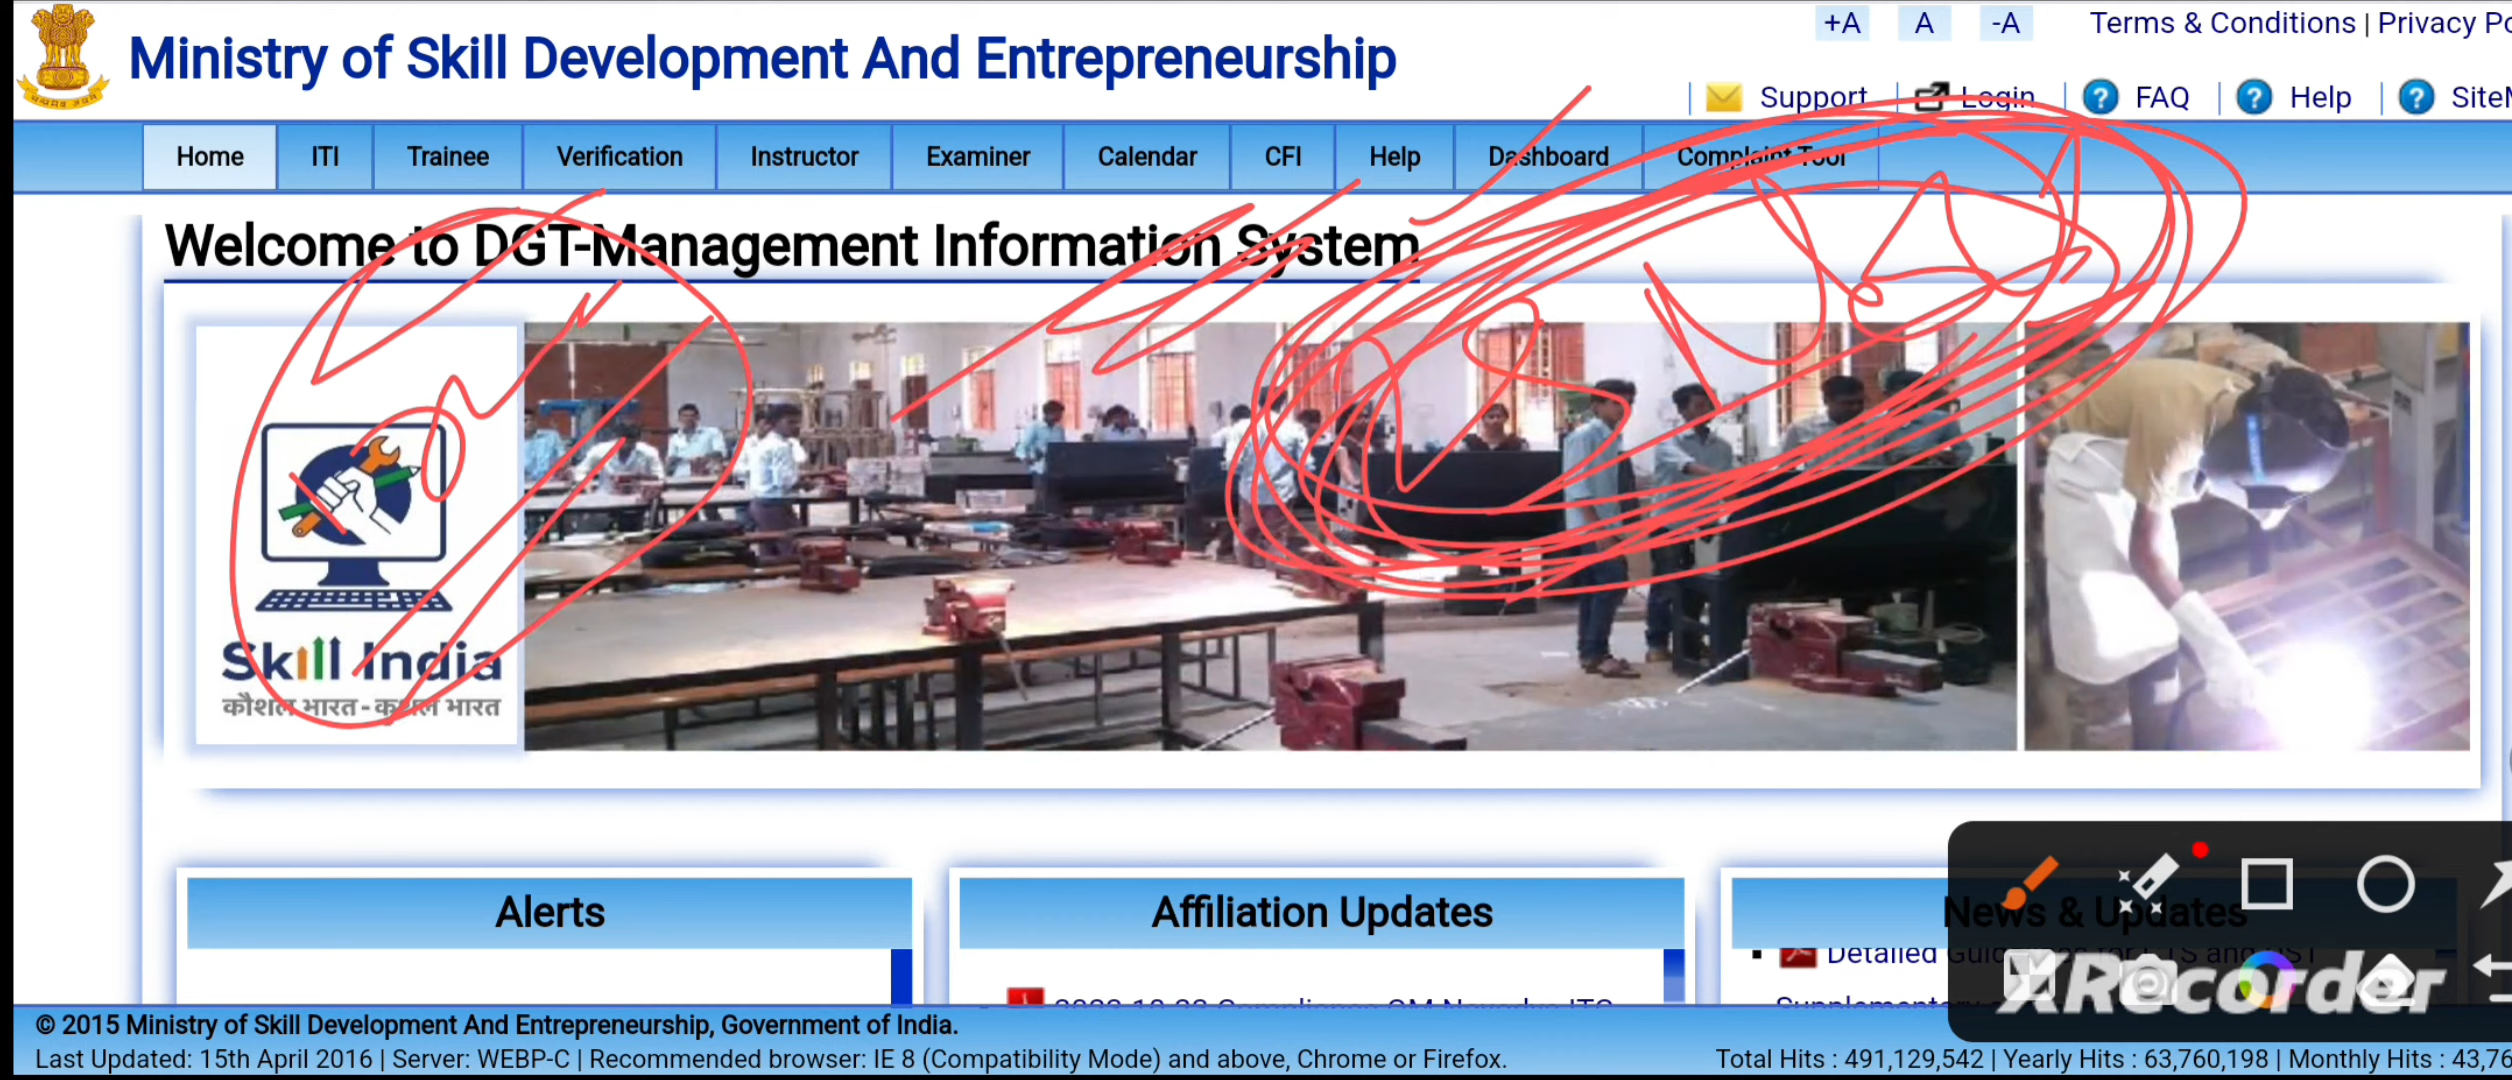 +A A -A Terms & Conditions | Privacy
Ministry of Skill Development And Entrepreneurship
Support Login FAQ Help
Home ITI Trainee Verification Instructor Examiner Calendar CFI Help Dashboard Complaint Tool
Welcome to DGT-Management Information System
Skill India
कौशल भारत - कुशल भारत
Alerts
Affiliation Updates
News & Updates
Detailed
XRecorder
© 2015 Ministry of Skill Development And Entrepreneurship, Government of India.
Last Updated: 15th April 2016 | Server: WEBP-C | Recommended browser: IE 8 (Compatibility Mode) and above, Chrome or Firefox.
Total Hits : 491,129,542 | Yearly Hits : 63,760,198 | Monthly Hits : 43,76